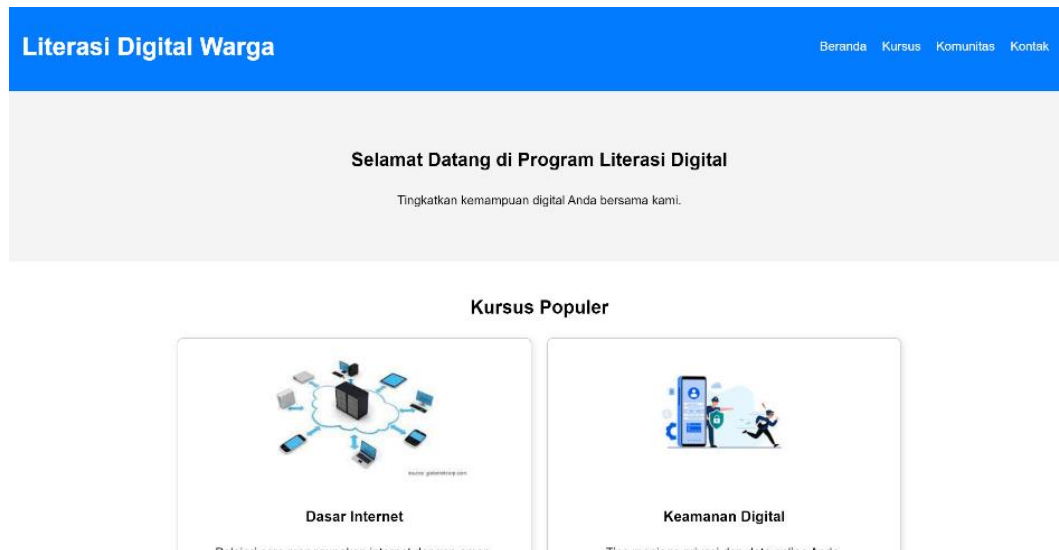 Literasi Digital Warga
Beranda Kursus Komunitas Kontak
Selamat Datang di Program Literasi Digital
Tingkatkan kemampuan digital Anda bersama kami.
Kursus Populer
Dasar Internet
Keamanan Digital